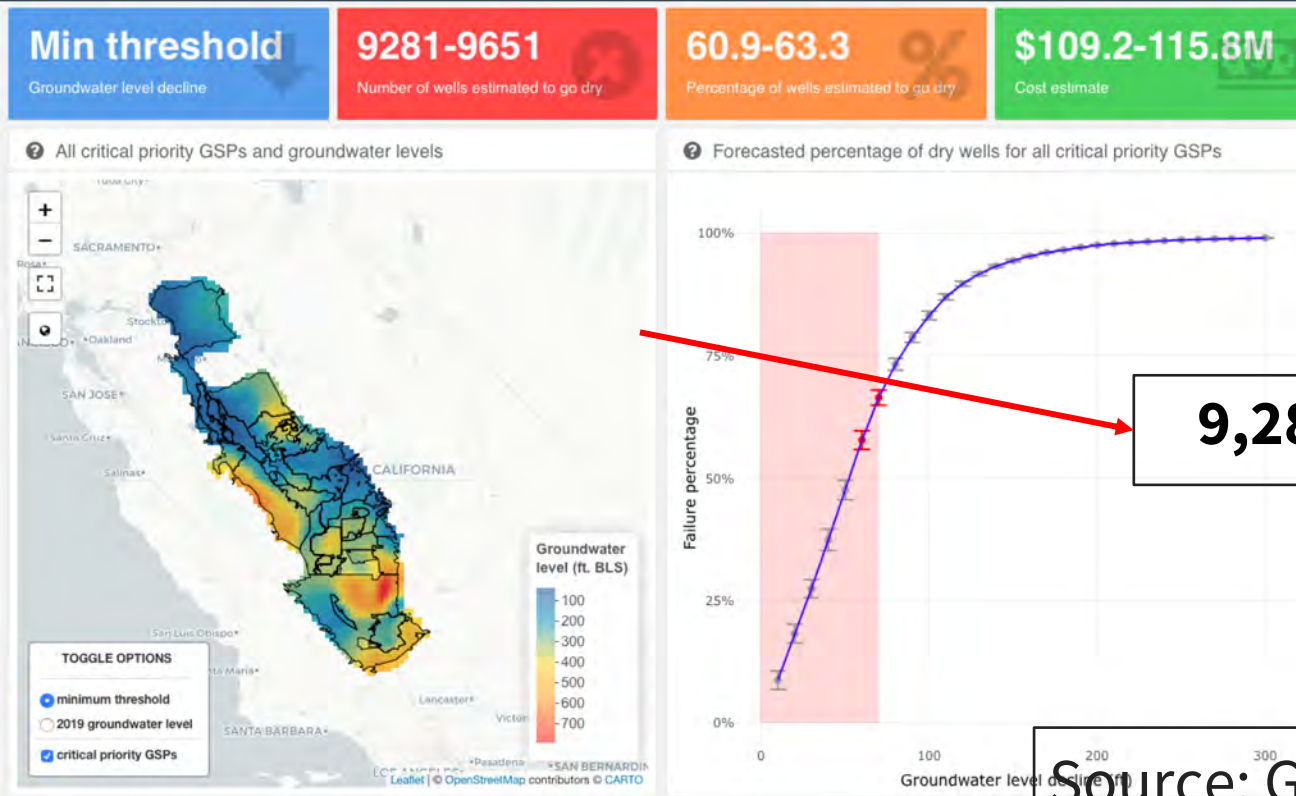 Min threshold
Groundwater level decline
9281-9651
Number of wells estimated to go dry
60.9-63.3
Percentage of wells estimated to go dry
$109.2-115.8M
Cost estimate
All critical priority GSPs and groundwater levels
+
−
SACRAMENTO
Oakland
SAN JOSE
Santa Cruz
Salinas
CALIFORNIA
San Luis Obispo
Lancaster
SANTA BARBARA
Pasadena
SAN BERNARDIN
Groundwater
level (ft. BLS)
100
200
300
400
500
600
700
TOGGLE OPTIONS
minimum threshold
2019 groundwater level
critical priority GSPs
Leaflet | © OpenStreetMap contributors © CARTO
Forecasted percentage of dry wells for all critical priority GSPs
Failure percentage
100%
75%
50%
25%
0%
0
100
200
300
Groundwater level decline (ft)
9,28
Source: G